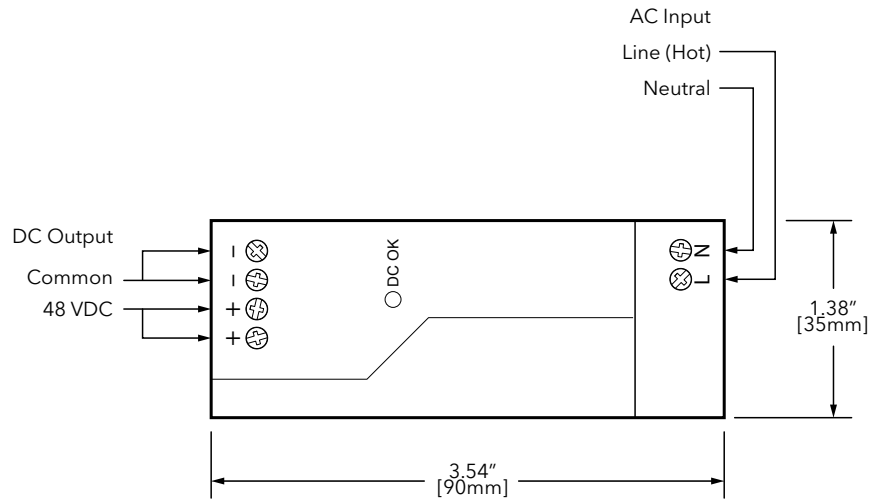 AC Input
Line (Hot)
Neutral
DC Output
Common
48 VDC
–
–
+
+
DC OK
N
L
1.38”
[35mm]
3.54”
[90mm]